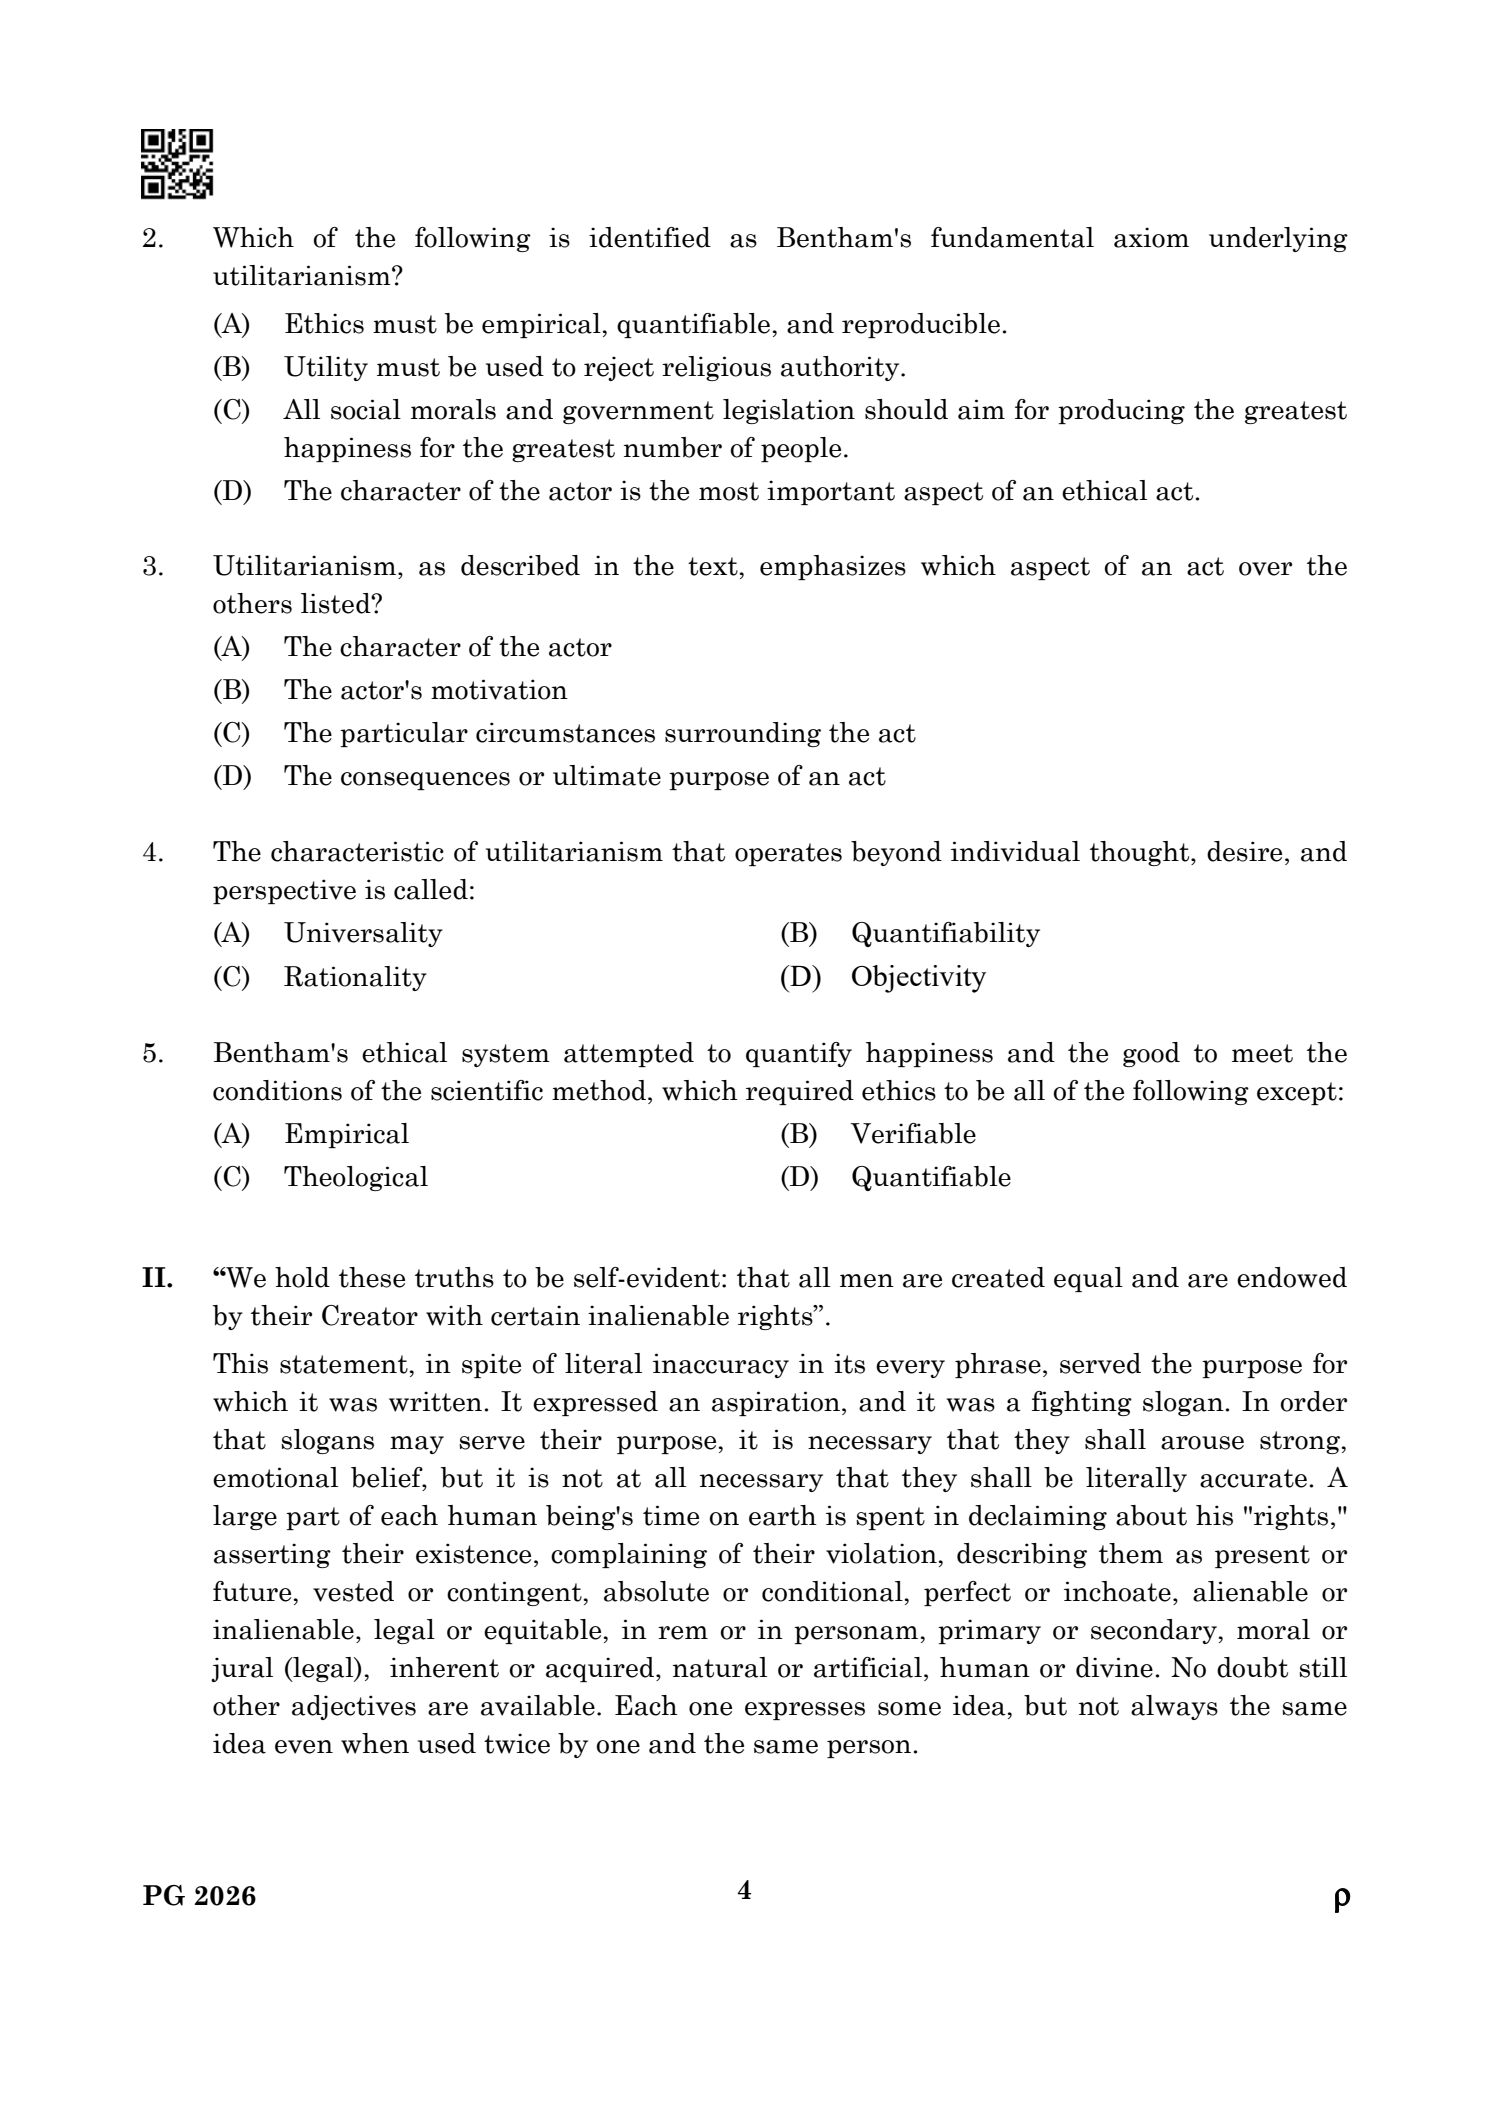 2. Which of the following is identified as Bentham's fundamental axiom underlying
utilitarianism?
(A) Ethics must be empirical, quantifiable, and reproducible.
(B) Utility must be used to reject religious authority.
(C) All social morals and government legislation should aim for producing the greatest
happiness for the greatest number of people.
(D) The character of the actor is the most important aspect of an ethical act.
3. Utilitarianism, as described in the text, emphasizes which aspect of an act over the
others listed?
(A) The character of the actor
(B) The actor's motivation
(C) The particular circumstances surrounding the act
(D) The consequences or ultimate purpose of an act
4. The characteristic of utilitarianism that operates beyond individual thought, desire, and
perspective is called:
(A) Universality (B) Quantifiability
(C) Rationality (D) Objectivity
5. Bentham's ethical system attempted to quantify happiness and the good to meet the
conditions of the scientific method, which required ethics to be all of the following except:
(A) Empirical (B) Verifiable
(C) Theological (D) Quantifiable
II. “We hold these truths to be self-evident: that all men are created equal and are endowed
by their Creator with certain inalienable rights”.
This statement, in spite of literal inaccuracy in its every phrase, served the purpose for
which it was written. It expressed an aspiration, and it was a fighting slogan. In order
that slogans may serve their purpose, it is necessary that they shall arouse strong,
emotional belief, but it is not at all necessary that they shall be literally accurate. A
large part of each human being's time on earth is spent in declaiming about his "rights,"
asserting their existence, complaining of their violation, describing them as present or
future, vested or contingent, absolute or conditional, perfect or inchoate, alienable or
inalienable, legal or equitable, in rem or in personam, primary or secondary, moral or
jural (legal), inherent or acquired, natural or artificial, human or divine. No doubt still
other adjectives are available. Each one expresses some idea, but not always the same
idea even when used twice by one and the same person.
PG 2026 4 ρ